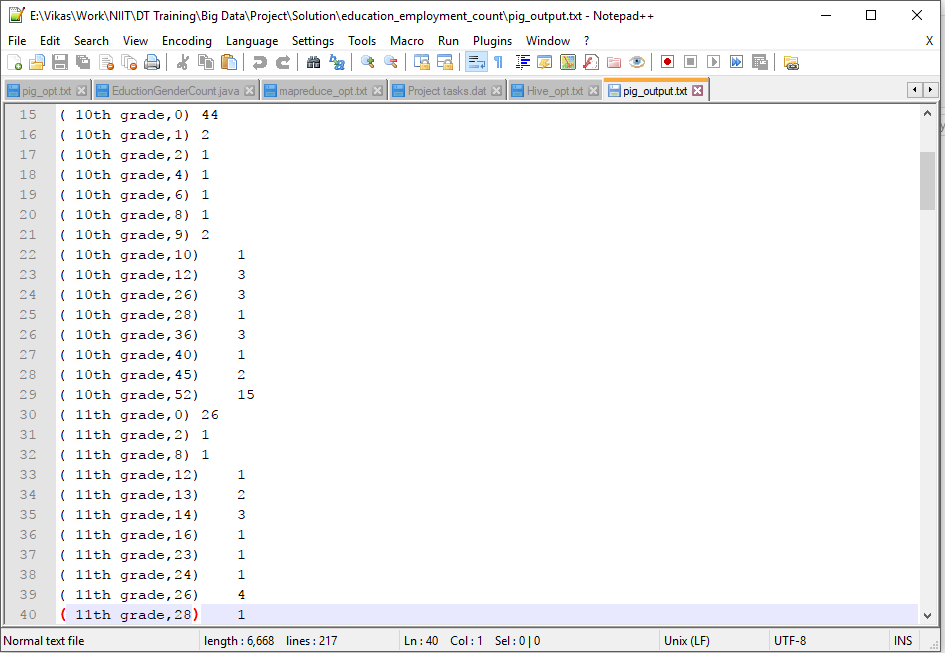 E:\Vikas\Work\NIIT\DT Training\Big Data\Project\Solution\education_employment_count\pig_output.txt - Notepad++
File Edit Search View Encoding Language Settings Tools Macro Run Plugins Window ? X
pig_opt.txt EductionGenderCount.java mapreduce_opt.txt Project tasks.dat Hive_opt.txt pig_output.txt
15 ( 10th grade,0) 44
16 ( 10th grade,1) 2
17 ( 10th grade,2) 1
18 ( 10th grade,4) 1
19 ( 10th grade,6) 1
20 ( 10th grade,8) 1
21 ( 10th grade,9) 2
22 ( 10th grade,10) 1
23 ( 10th grade,12) 3
24 ( 10th grade,26) 3
25 ( 10th grade,28) 1
26 ( 10th grade,36) 3
27 ( 10th grade,40) 1
28 ( 10th grade,45) 2
29 ( 10th grade,52) 15
30 ( 11th grade,0) 26
31 ( 11th grade,2) 1
32 ( 11th grade,8) 1
33 ( 11th grade,12) 1
34 ( 11th grade,13) 2
35 ( 11th grade,14) 3
36 ( 11th grade,16) 1
37 ( 11th grade,23) 1
38 ( 11th grade,24) 1
39 ( 11th grade,26) 4
40 ( 11th grade,28) 1
Normal text file length : 6,668 lines : 217 Ln : 40 Col : 1 Sel : 0 | 0 Unix (LF) UTF-8 INS